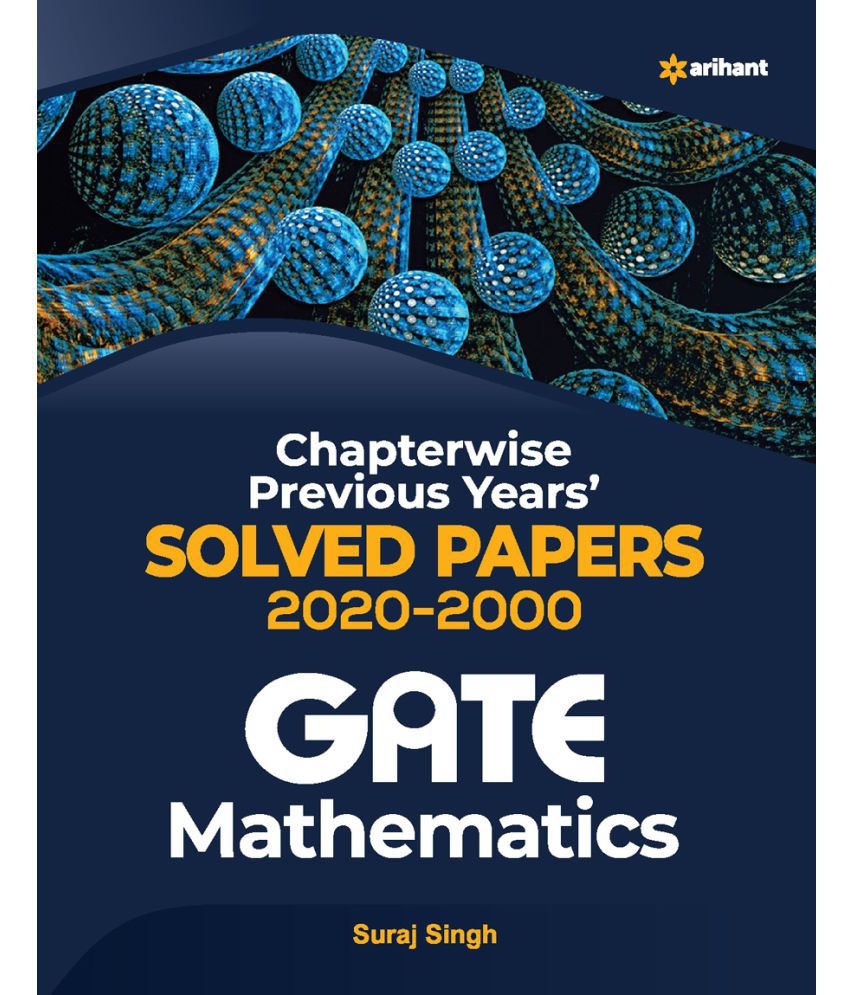 arihant
Chapterwise
Previous Years’
SOLVED PAPERS
2020-2000
GATE
Mathematics
Suraj Singh